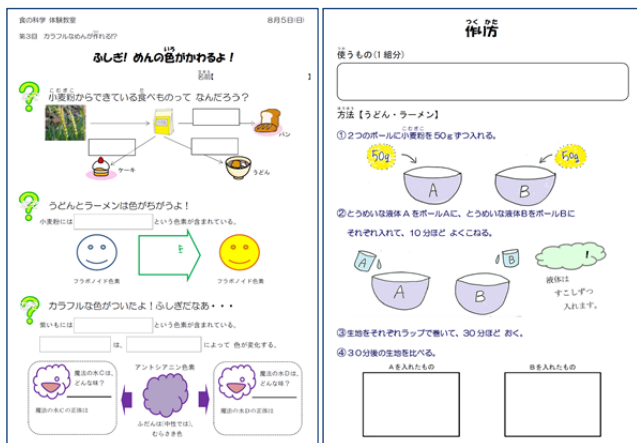 食の科学 体験教室
8月5日(日)
第3回 カラフルなめんが作れる!?
ふしぎ! めんの色がかわるよ!
いろ
名前【 】
小麦粉からできている食べものって なんだろう?
こむぎこ
た
パン
ケーキ
うどん
うどんとラーメンは色がちがうよ!
小麦粉には
という色素が含まれている。
フラボノイド色素
フラボノイド色素
カラフルな色がついたよ!ふしぎだなあ・・・
紫いもには
という色素が含まれている。
は、
によって 色が変化する。
魔法の水Cは、
どんな味?
魔法の水Cの正体は
アントシアニン色素
ふだんは(中性では)、
むらさき色
魔法の水Dは、
どんな味?
魔法の水Dの正体は
つく かた
作り方
使うもの(1組分)
方法【うどん・ラーメン】
①2つのボールに小麦粉を50gずつ入れる。
こむぎこ
50g
50g
A
B
②とうめいな液体AをボールAに、とうめいな液体BをボールBに
それぞれ入れて、10分ほど よくこねる。
A
B
!
A
B
液体は
すこしずつ
入れます。
③生地をそれぞれラップで巻いて、30分ほど おく。
④30分後の生地を比べる。
Aを入れたもの
Bを入れたもの